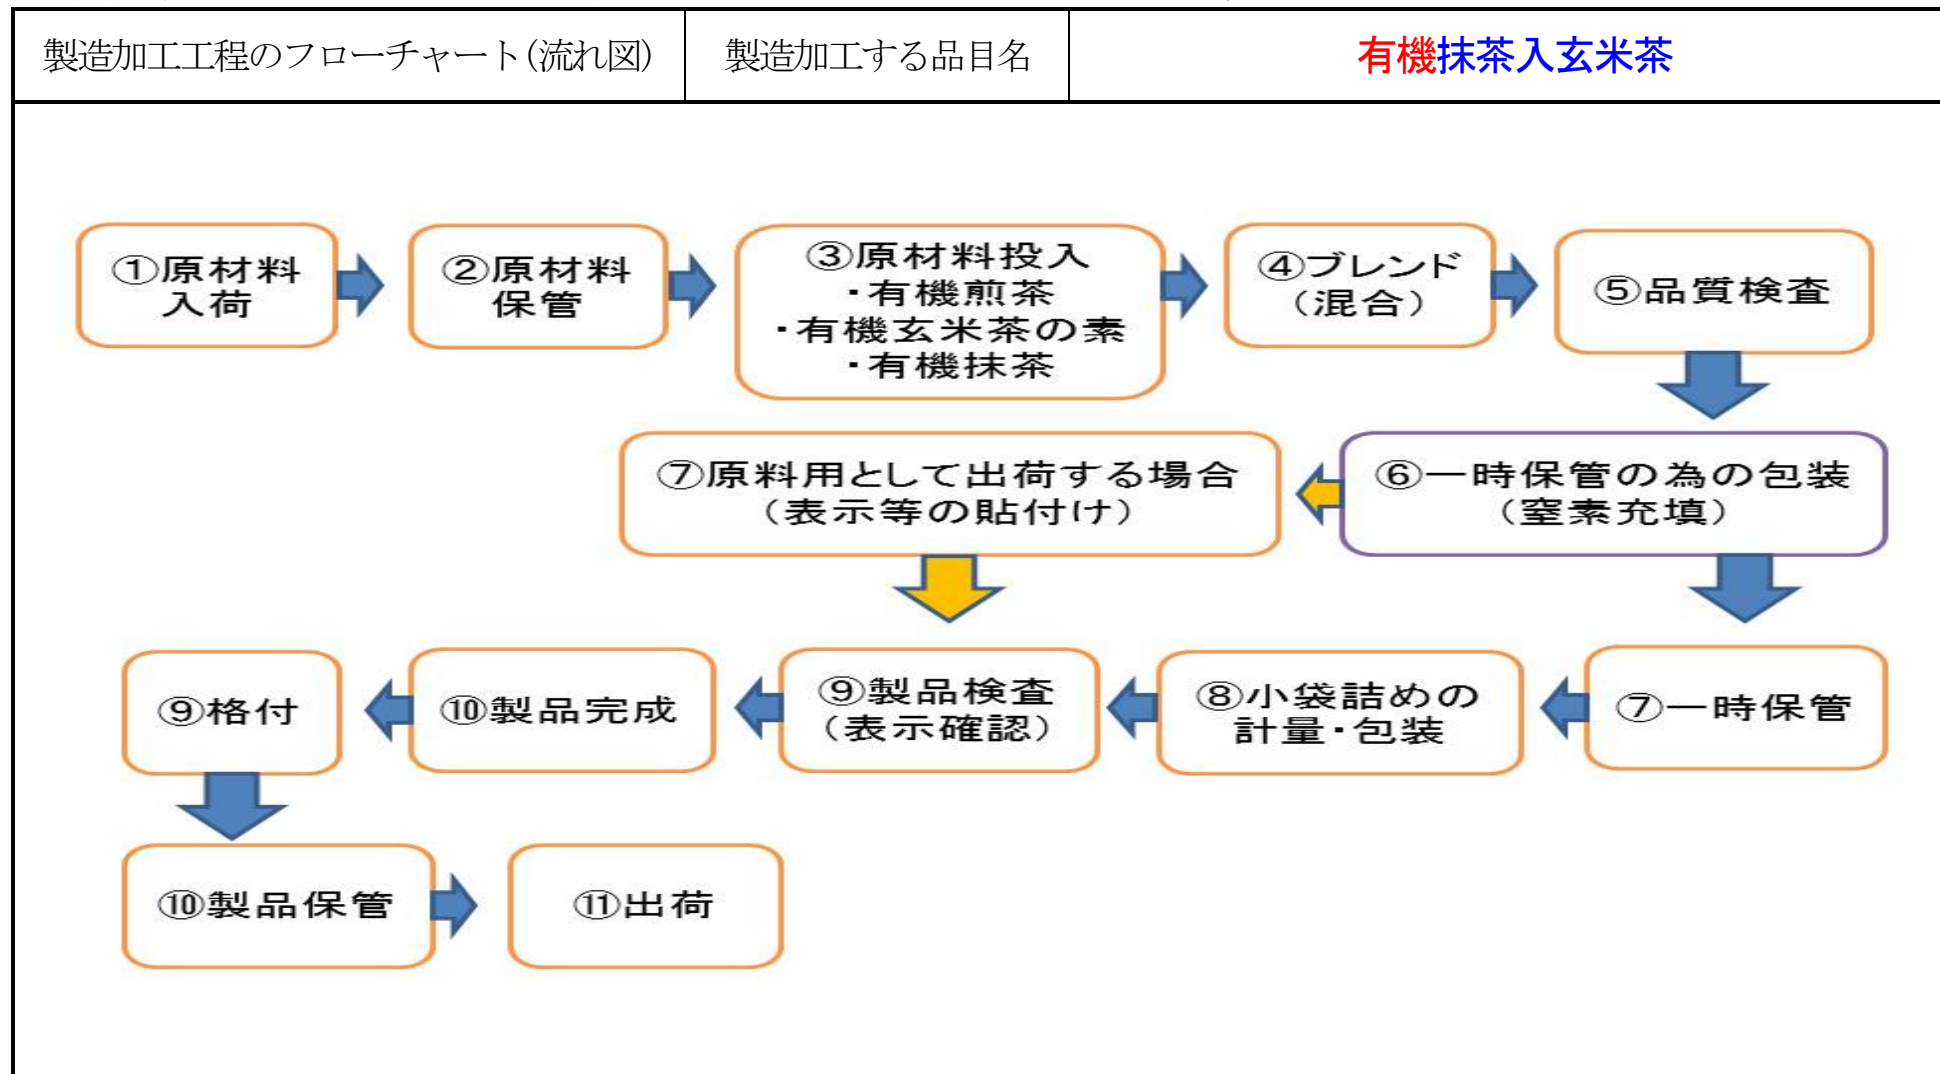 製造加工工程のフローチャート(流れ図)
製造加工する品目名
有機抹茶入玄米茶
①原材料
入荷
②原材料
保管
③原材料投入
・有機煎茶
・有機玄米茶の素
・有機抹茶
④ブレンド
(混合)
⑤品質検査
⑦原料用として出荷する場合
(表示等の貼付け)
⑥一時保管の為の包装
(窒素充填)
⑨格付
⑩製品完成
⑨製品検査
(表示確認)
⑧小袋詰めの
計量・包装
⑦一時保管
⑩製品保管
⑪出荷